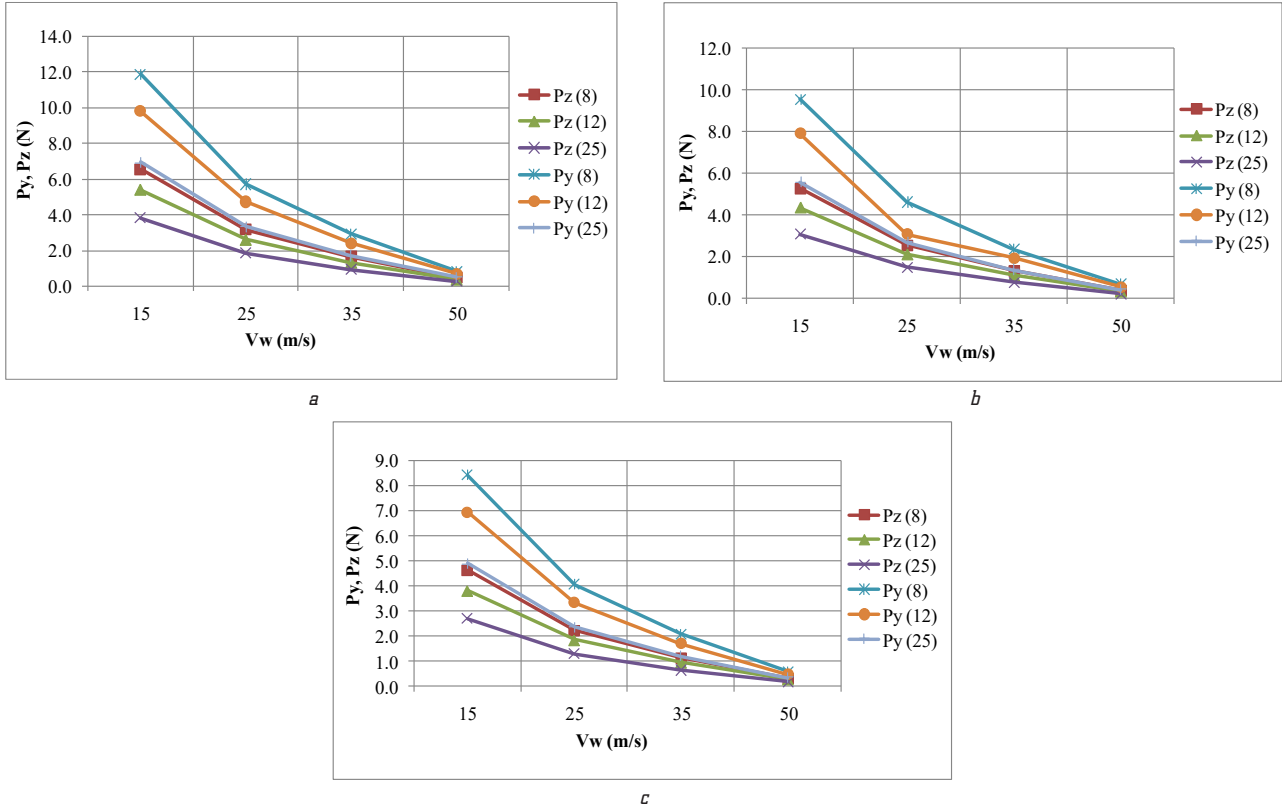 14.0
12.0
10.0
8.0
6.0
4.0
2.0
0.0
Py, Pz (N)
15 25 35 50
Vw (m/s)
Pz (8)
Pz (12)
Pz (25)
Py (8)
Py (12)
Py (25)
a
12.0
10.0
8.0
6.0
4.0
2.0
0.0
Py, Pz (N)
15 25 35 50
Vw (m/s)
Pz (8)
Pz (12)
Pz (25)
Py (8)
Py (12)
Py (25)
b
9.0
8.0
7.0
6.0
5.0
4.0
3.0
2.0
1.0
0.0
Py, Pz (N)
15 25 35 50
Vw (m/s)
Pz (8)
Pz (12)
Pz (25)
Py (8)
Py (12)
Py (25)
c